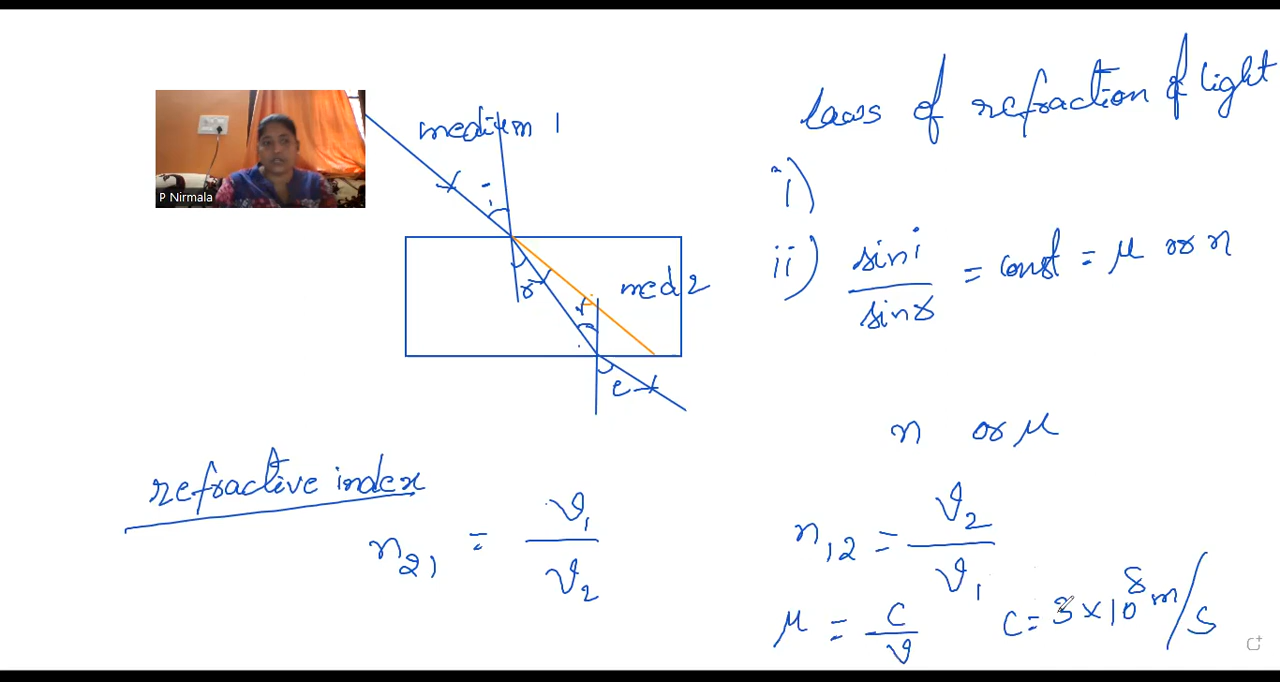 laws of refraction of light
medium 1
P Nirmala
i
i)
ii) sin i / sin r = const = μ or n
r
med 2
r
e
n or μ
refractive index
n21 = v1 / v2
n12 = v2 / v1
μ = c / v
c = 3 × 10^8 m/s